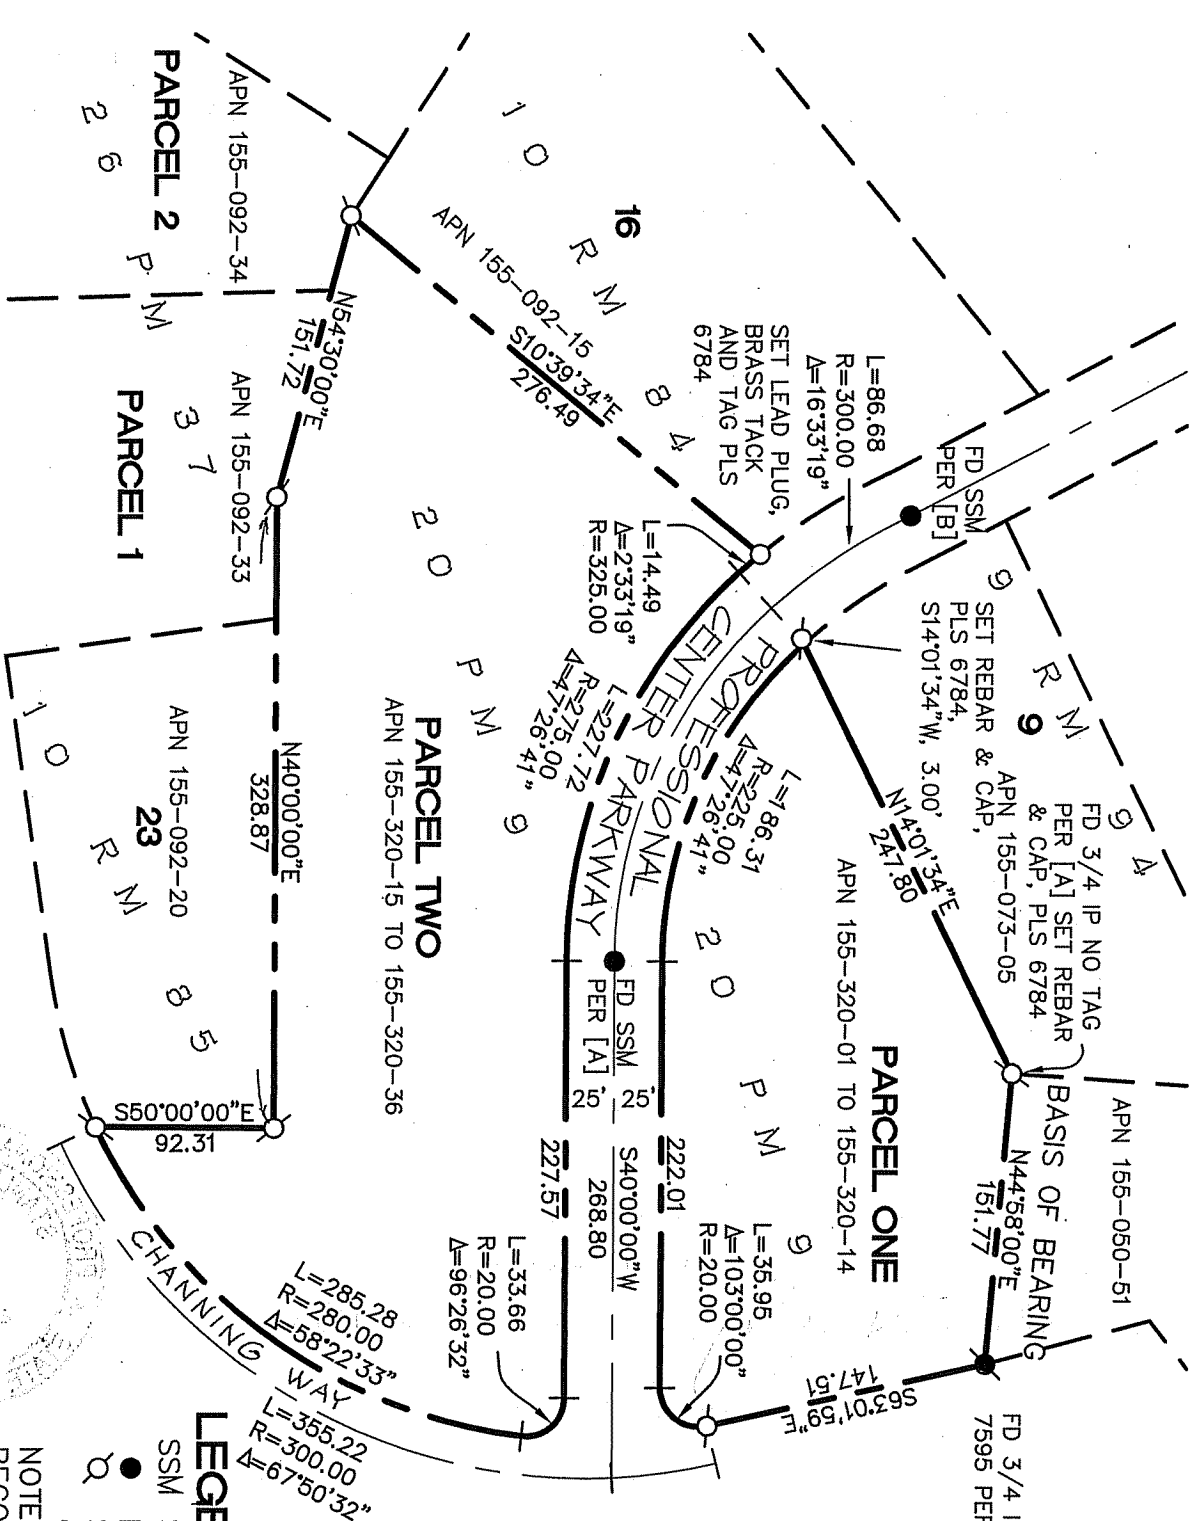 PARCEL 2
APN 155-092-34
26 PM 37
APN 155-092-33
PARCEL 1
N54°30'00"E
151.72
16
10 RM 84
APN 155-092-15
S10°39'34"E
276.49
L=86.68
R=300.00
Δ=16°33'19"
SET LEAD PLUG,
BRASS TACK
AND TAG PLS
6784
FD SSM
PER [B]
L=14.49
Δ=2°33'19"
R=325.00
9 RM 94
9
APN 155-073-05
SET REBAR & CAP,
PLS 6784,
S14°01'34"W, 3.00'
FD 3/4 IP NO TAG
PER [A] SET REBAR
& CAP, PLS 6784
N14°01'34"E
247.80
PROFESSIONAL
CENTER PARKWAY
L=186.31
R=225.00
Δ=47°26'41"
L=227.72
R=275.00
Δ=47°26'41"
20 PM 9
PARCEL TWO
APN 155-320-15 TO 155-320-36
N40°00'00"E
328.87
23
APN 155-092-20
10 RM 85
S50°00'00"E
92.31
20 PM 9
PARCEL ONE
APN 155-320-01 TO 155-320-14
FD SSM
PER [A]
25'
25'
222.01
S40°00'00"W
268.80
227.57
BASIS OF BEARING
N44°58'00"E
151.77
APN 155-050-51
L=35.95
Δ=103°00'00"
R=20.00
S63°01'59"E
147.51
L=33.66
R=20.00
Δ=96°26'32"
L=285.28
R=280.00
Δ=58°22'33"
CHANNING WAY
L=355.22
R=300.00
Δ=67°50'32"
FD 3/4 I
7595 PER
LEGE
SSM
NOTE
RECO